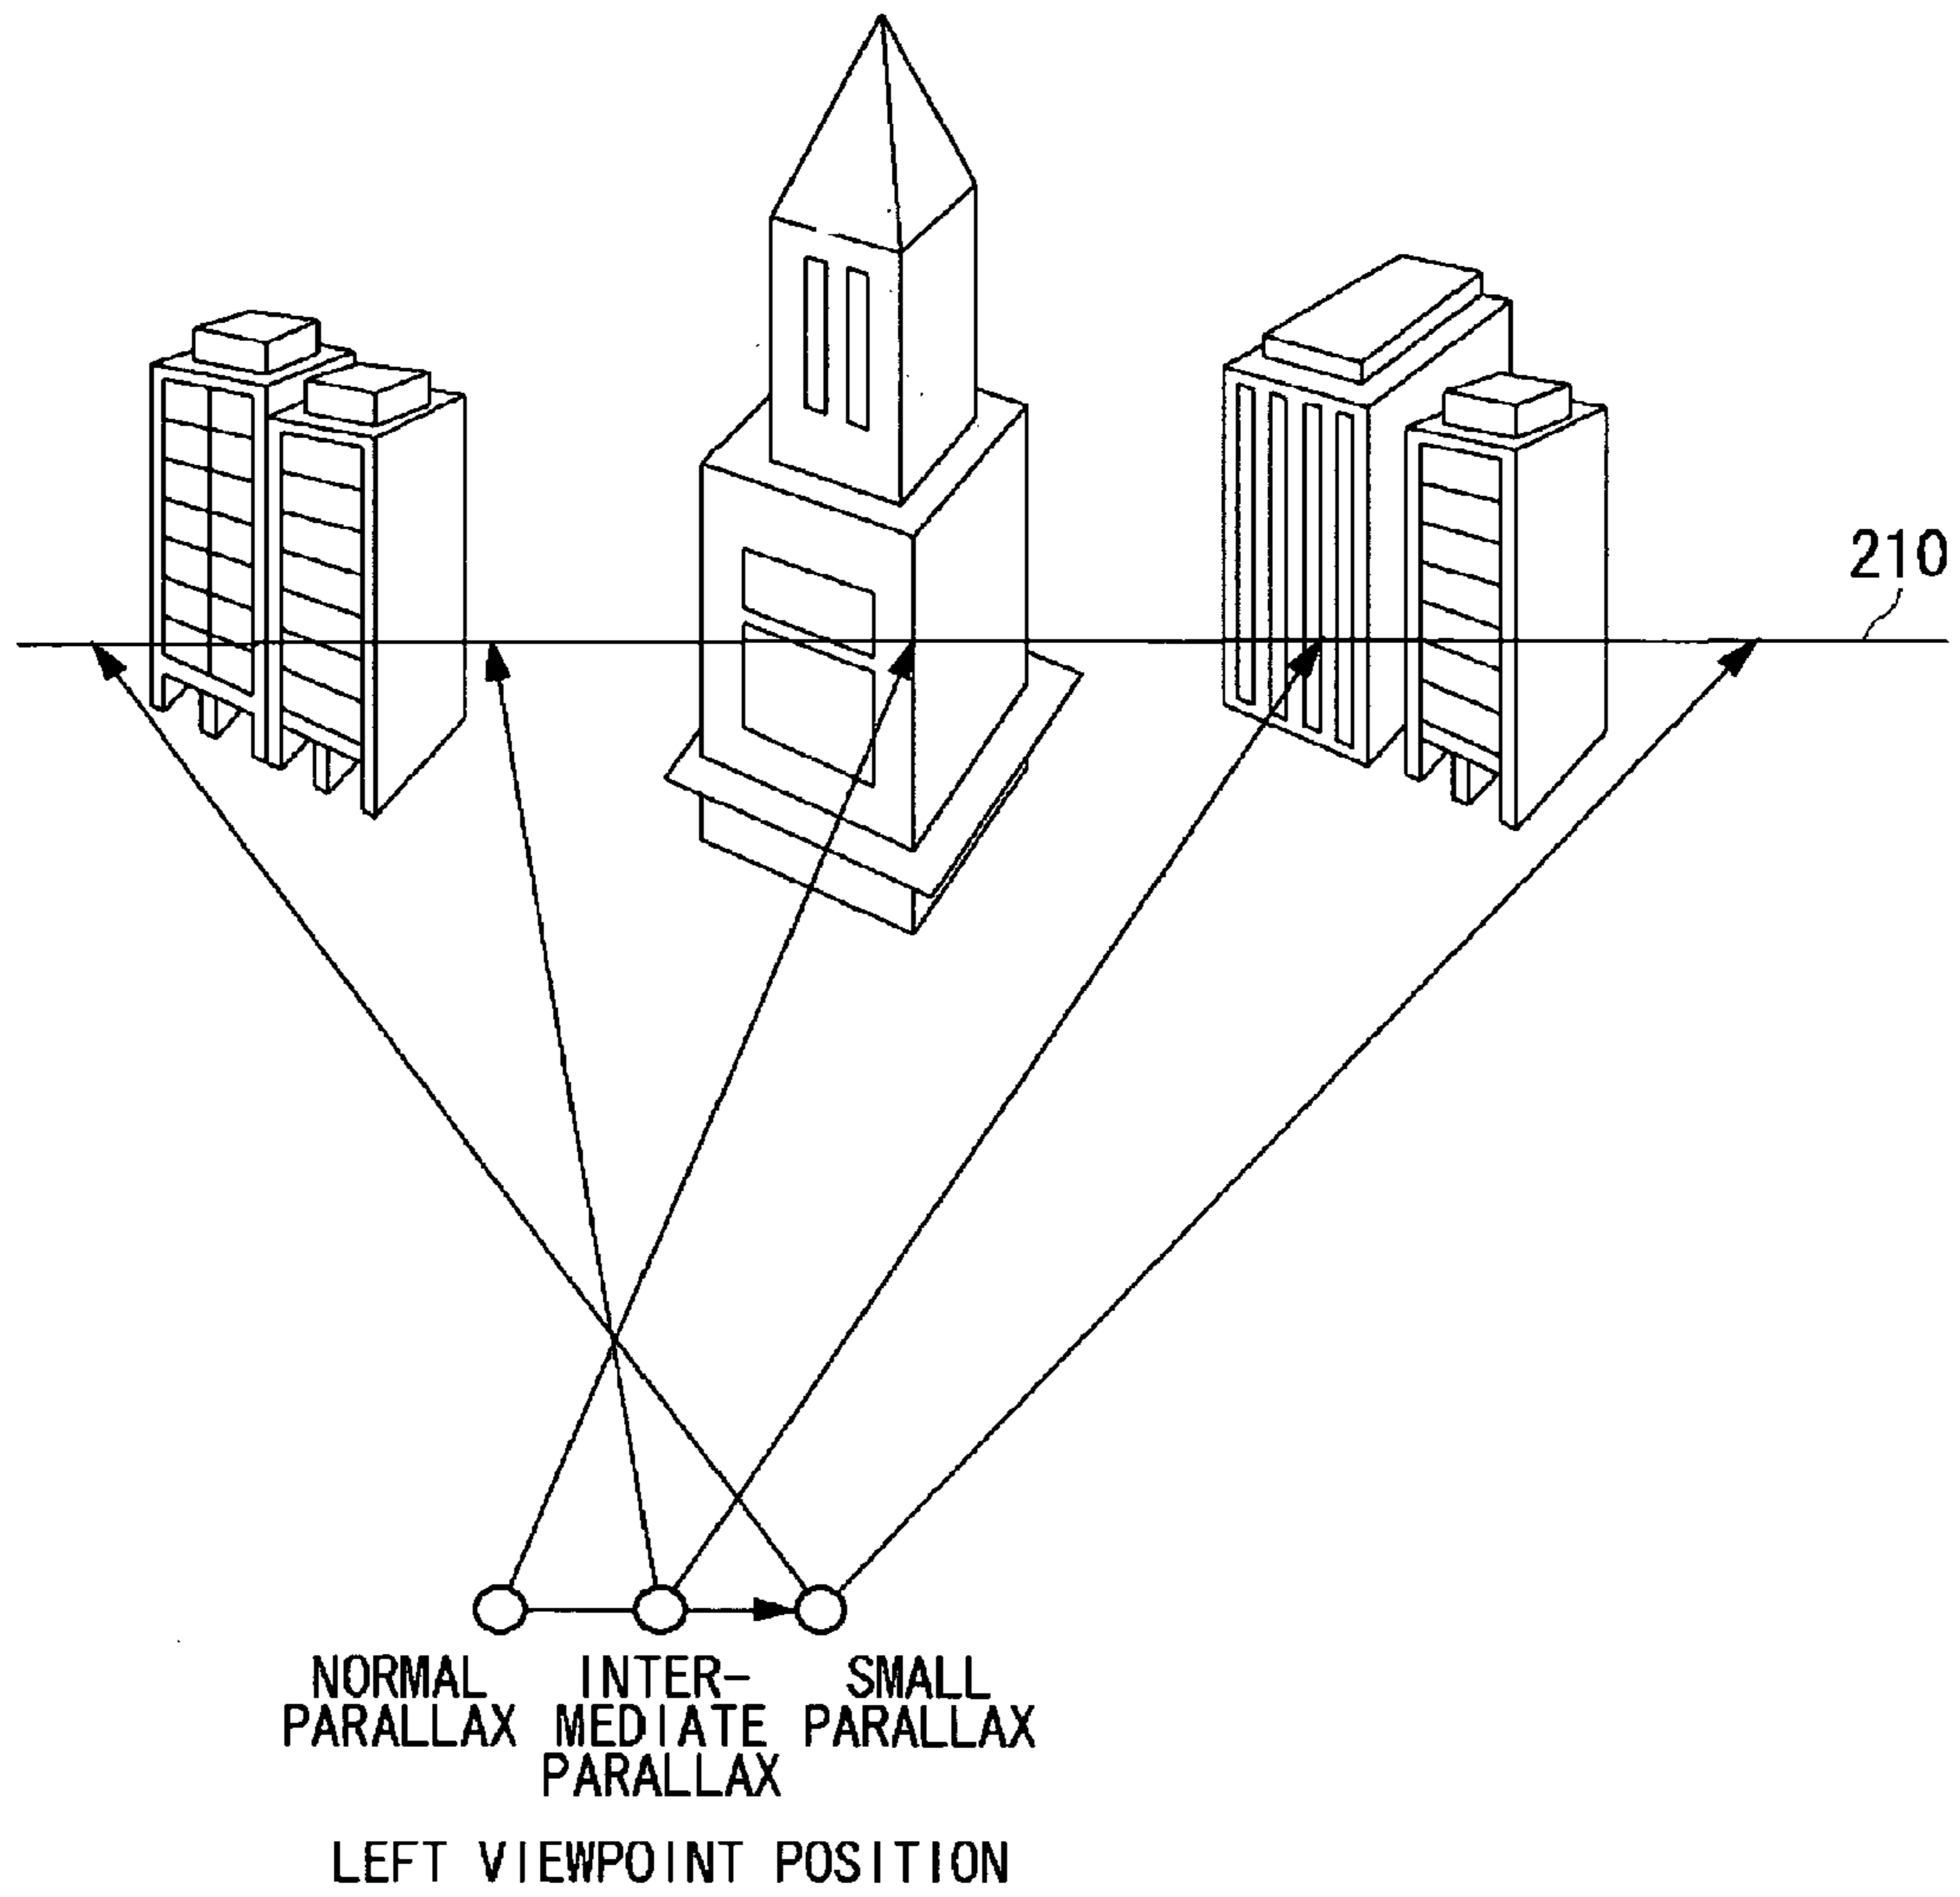 210
NORMAL INTER- SMALL
PARALLAX MEDIATE PARALLAX
PARALLAX
LEFT VIEWPOINT POSITION